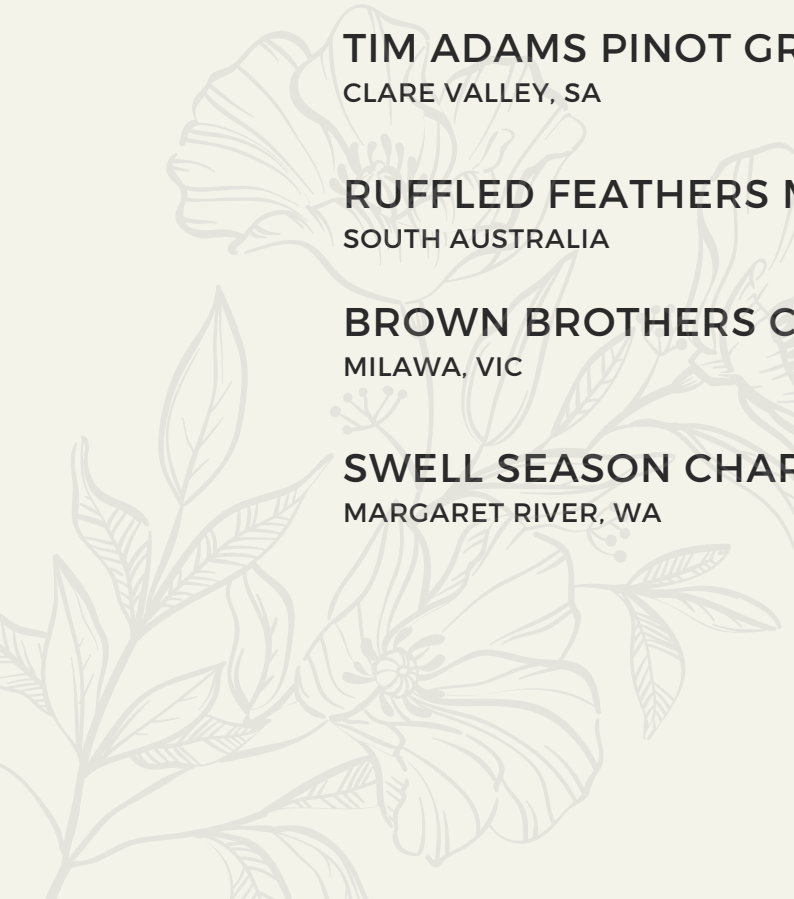 TIM ADAMS PINOT GR
CLARE VALLEY, SA
RUFFLED FEATHERS
SOUTH AUSTRALIA
BROWN BROTHERS C
MILAWA, VIC
SWELL SEASON CHAR
MARGARET RIVER, WA